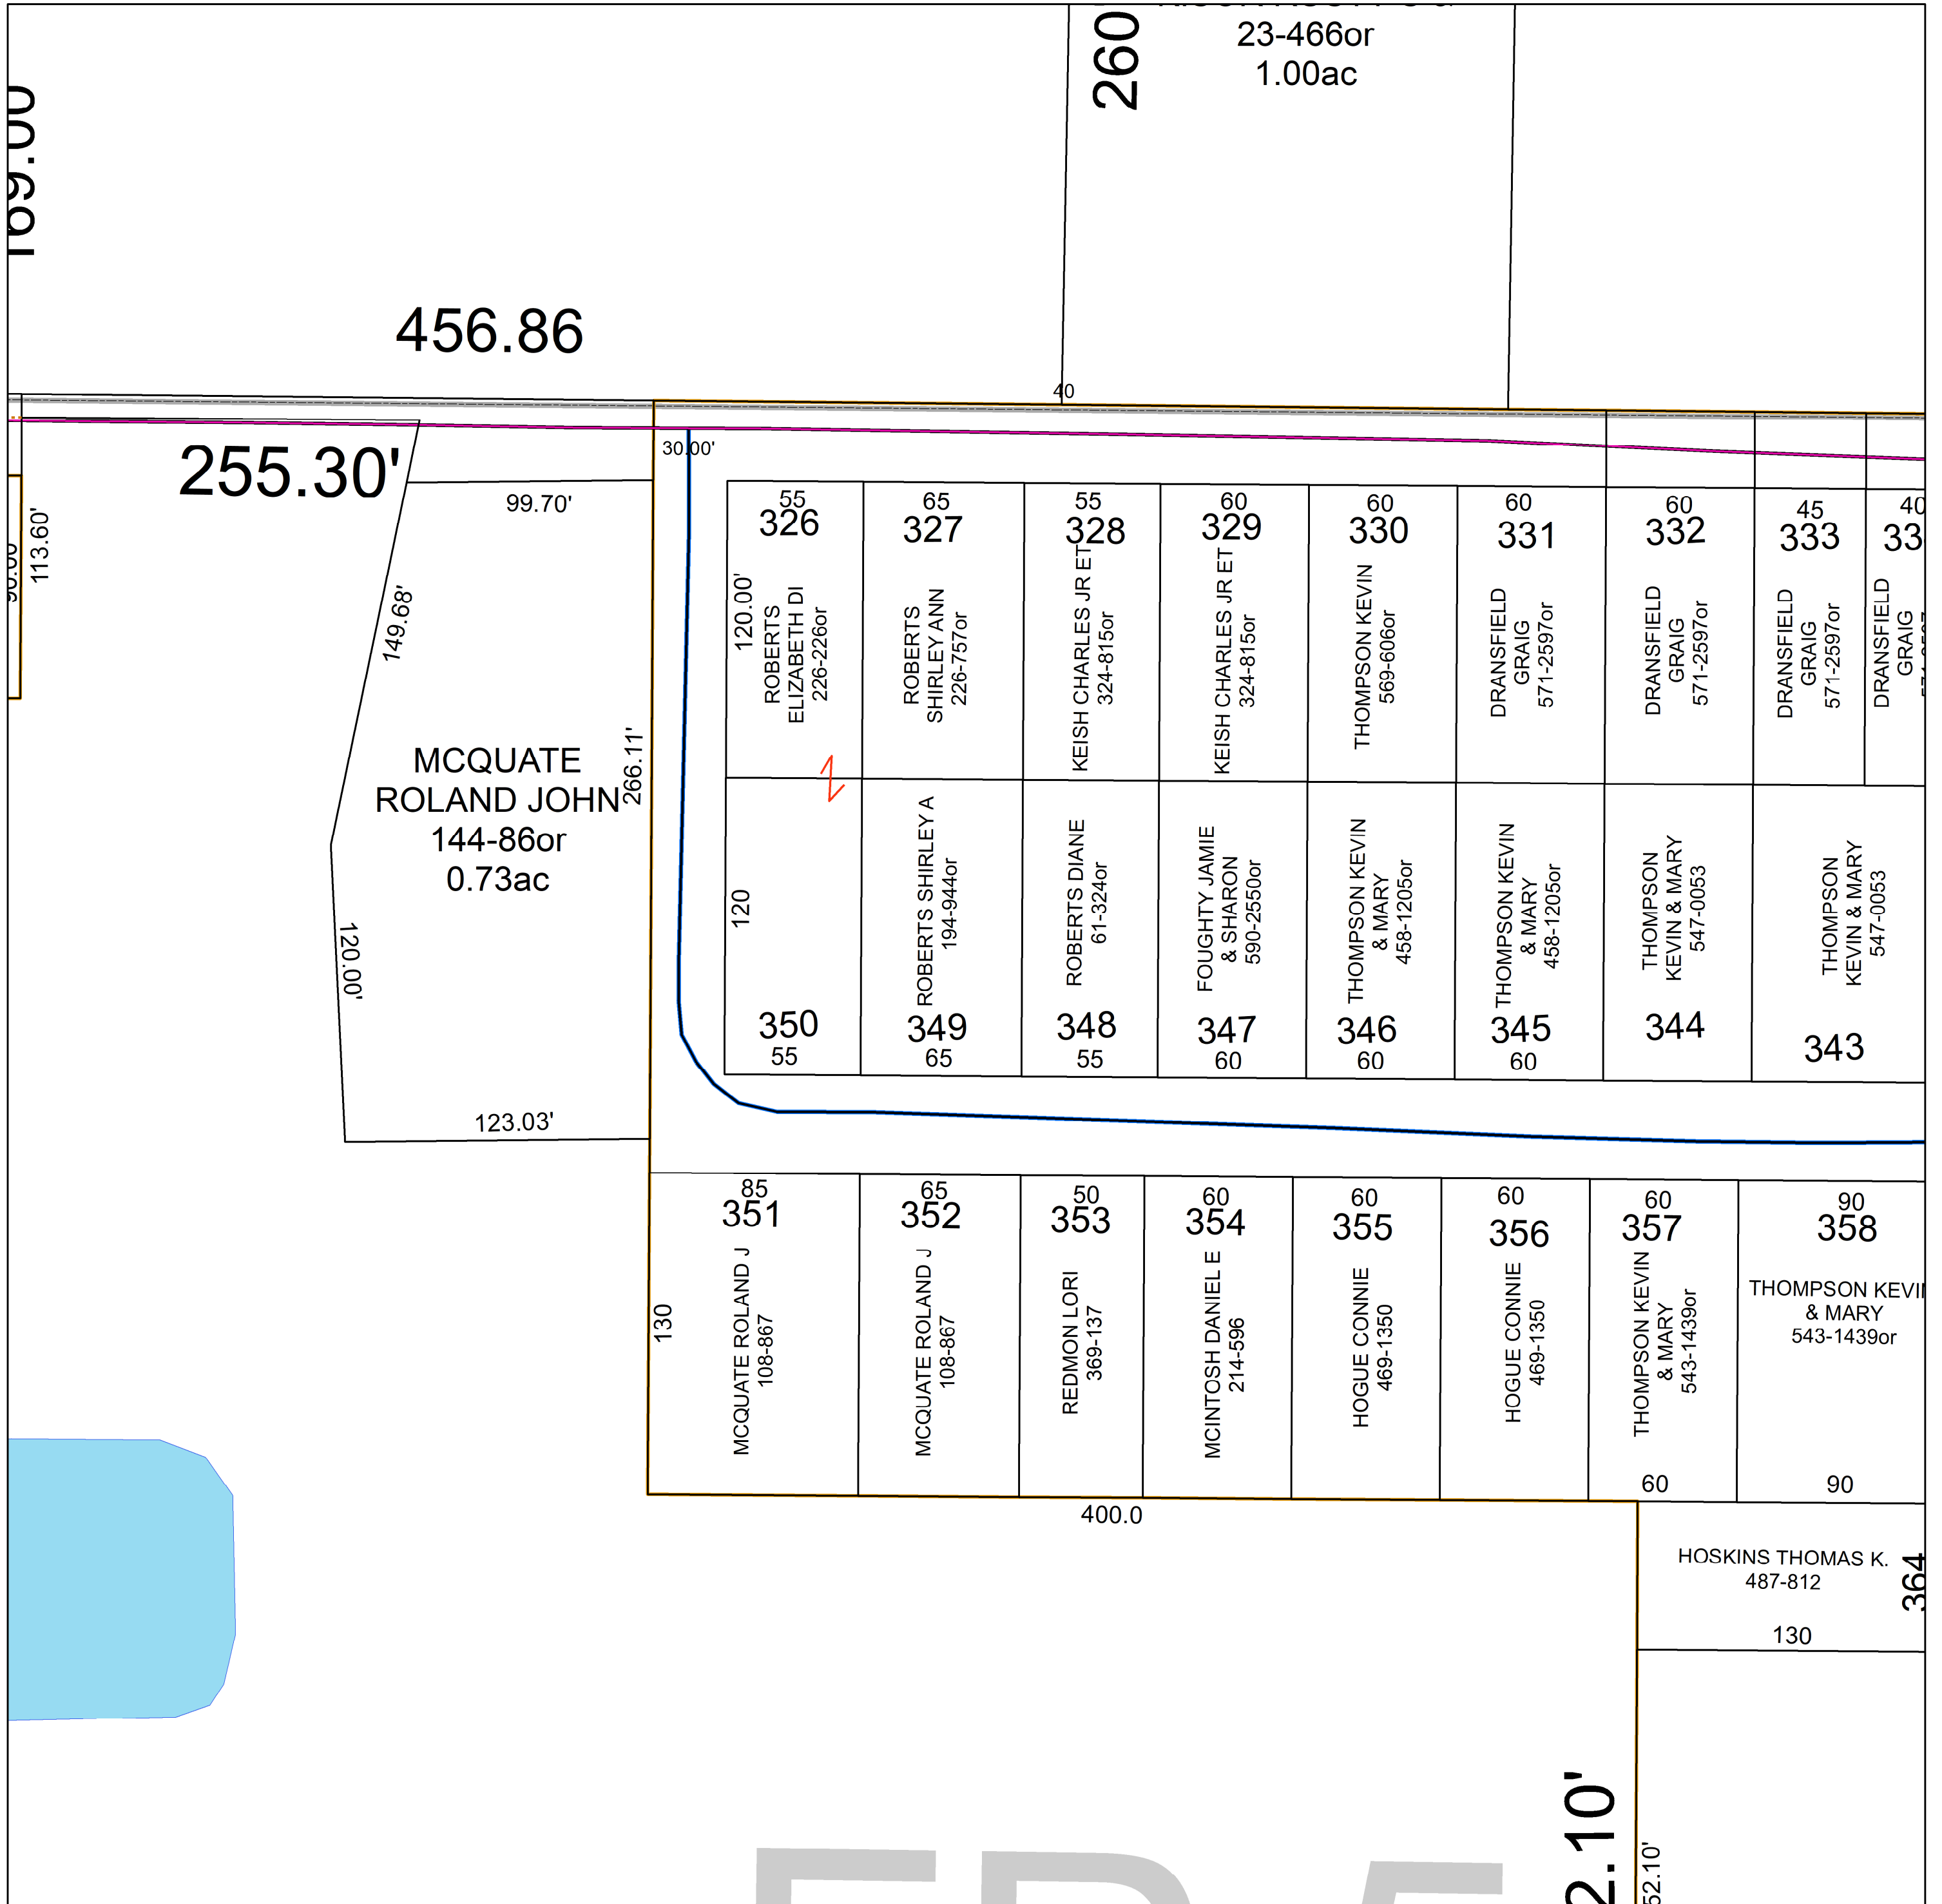 260
23-466or
1.00ac
169.00
456.86
40
255.30'
30.00'
99.70'
113.60'
149.68'
266.11'
MCQUATE
ROLAND JOHN
144-86or
0.73ac
120.00'
123.03'
55
326
120.00'
ROBERTS
ELIZABETH DI
226-226or
65
327
ROBERTS
SHIRLEY ANN
226-757or
55
328
KEISH CHARLES JR ET
324-815or
60
329
KEISH CHARLES JR ET
324-815or
60
330
THOMPSON KEVIN
569-606or
60
331
DRANSFIELD
GRAIG
571-2597or
60
332
DRANSFIELD
GRAIG
571-2597or
45
333
DRANSFIELD
GRAIG
571-2597or
40
33
DRANSFIELD
GRAIG
120
350
55
ROBERTS SHIRLEY A
194-944or
349
65
ROBERTS DIANE
61-324or
348
55
FOUGHTY JAMIE
& SHARON
590-2550or
347
60
THOMPSON KEVIN
& MARY
458-1205or
346
60
THOMPSON KEVIN
& MARY
458-1205or
345
60
THOMPSON
KEVIN & MARY
547-0053
344
THOMPSON
KEVIN & MARY
547-0053
343
85
351
130
MCQUATE ROLAND J
108-867
65
352
MCQUATE ROLAND J
108-867
50
353
REDMON LORI
369-137
60
354
MCINTOSH DANIEL E
214-596
60
355
HOGUE CONNIE
469-1350
60
356
HOGUE CONNIE
469-1350
60
357
THOMPSON KEVIN
& MARY
543-1439or
60
90
358
THOMPSON KEVI
& MARY
543-1439or
90
400.0
HOSKINS THOMAS K.
487-812
364
130
2.10'
52.10'